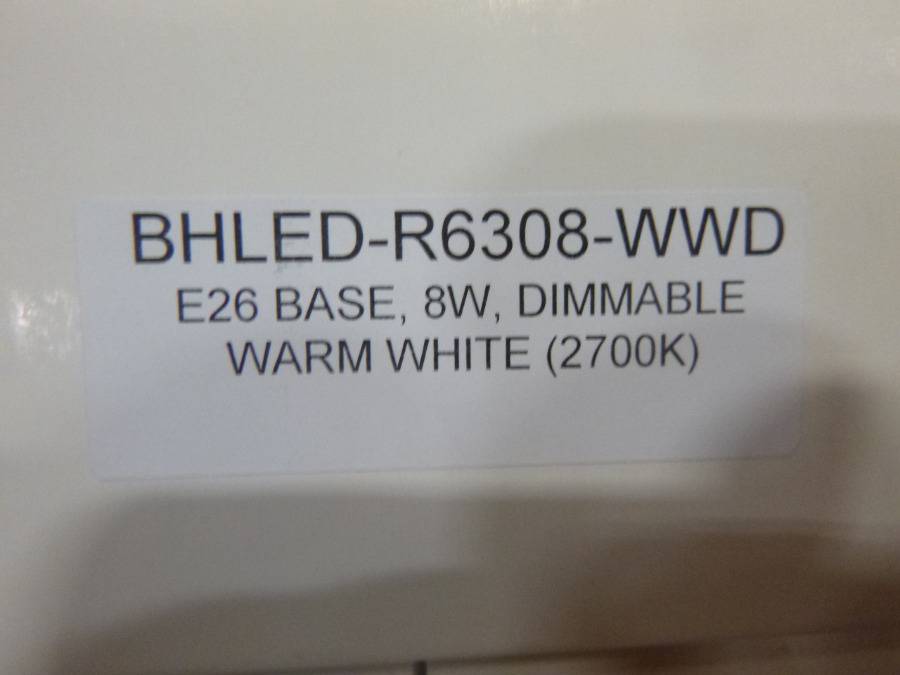 BHLED-R6308-WWD
E26 BASE, 8W, DIMMABLE
WARM WHITE (2700K)